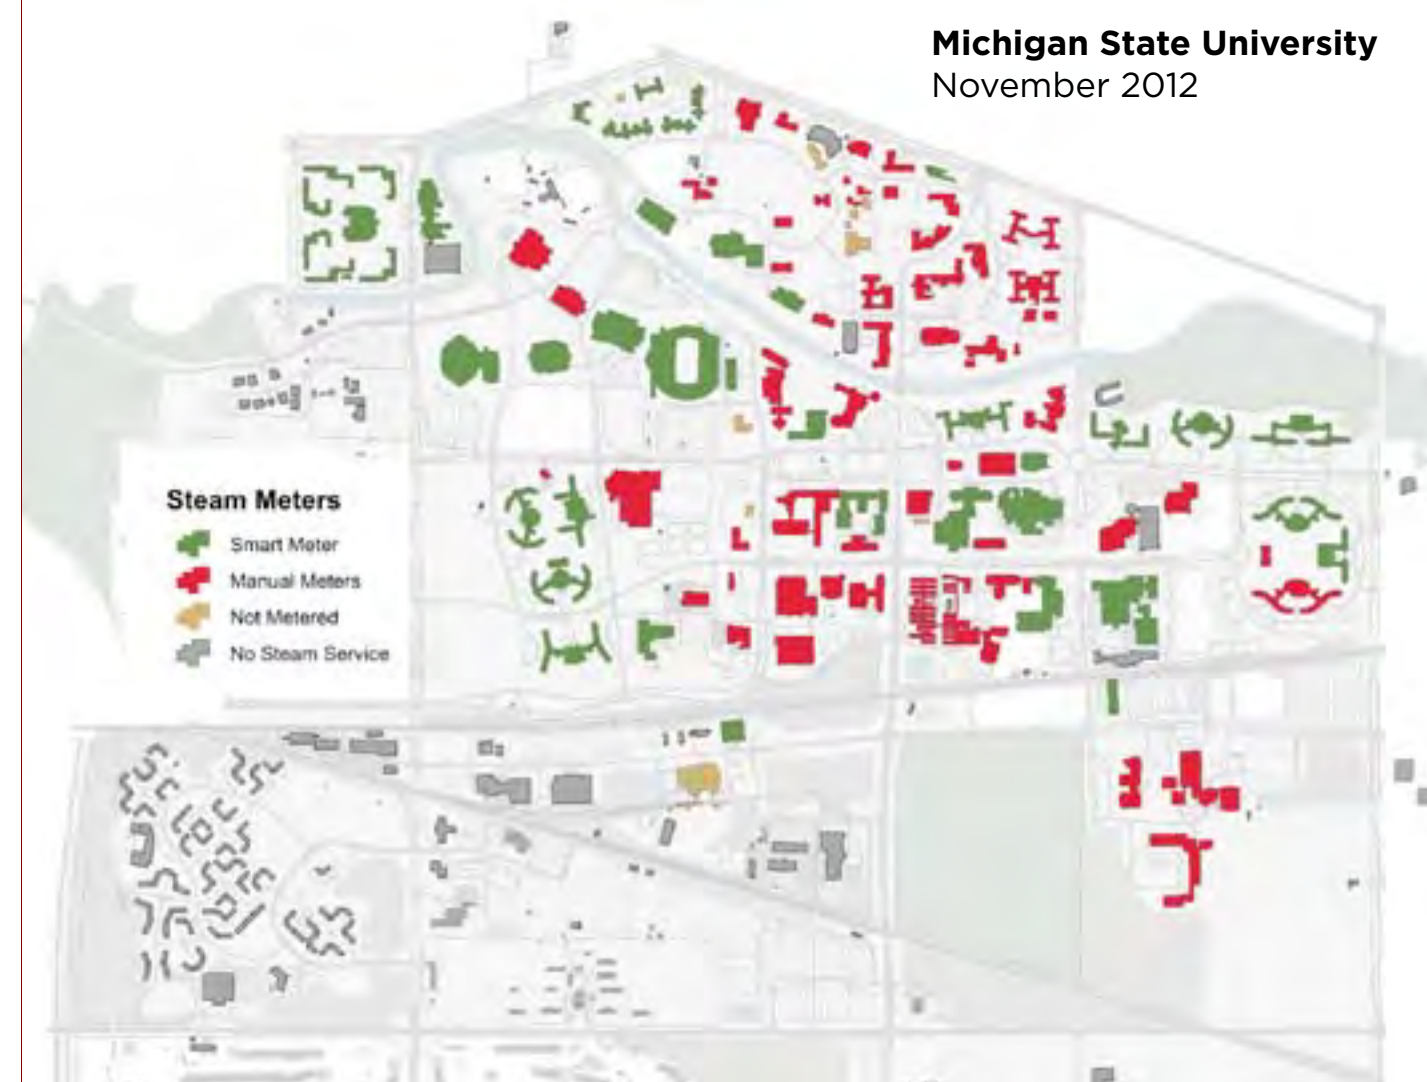 Michigan State University
November 2012
Steam Meters
Smart Meter
Manual Meters
Not Metered
No Steam Service